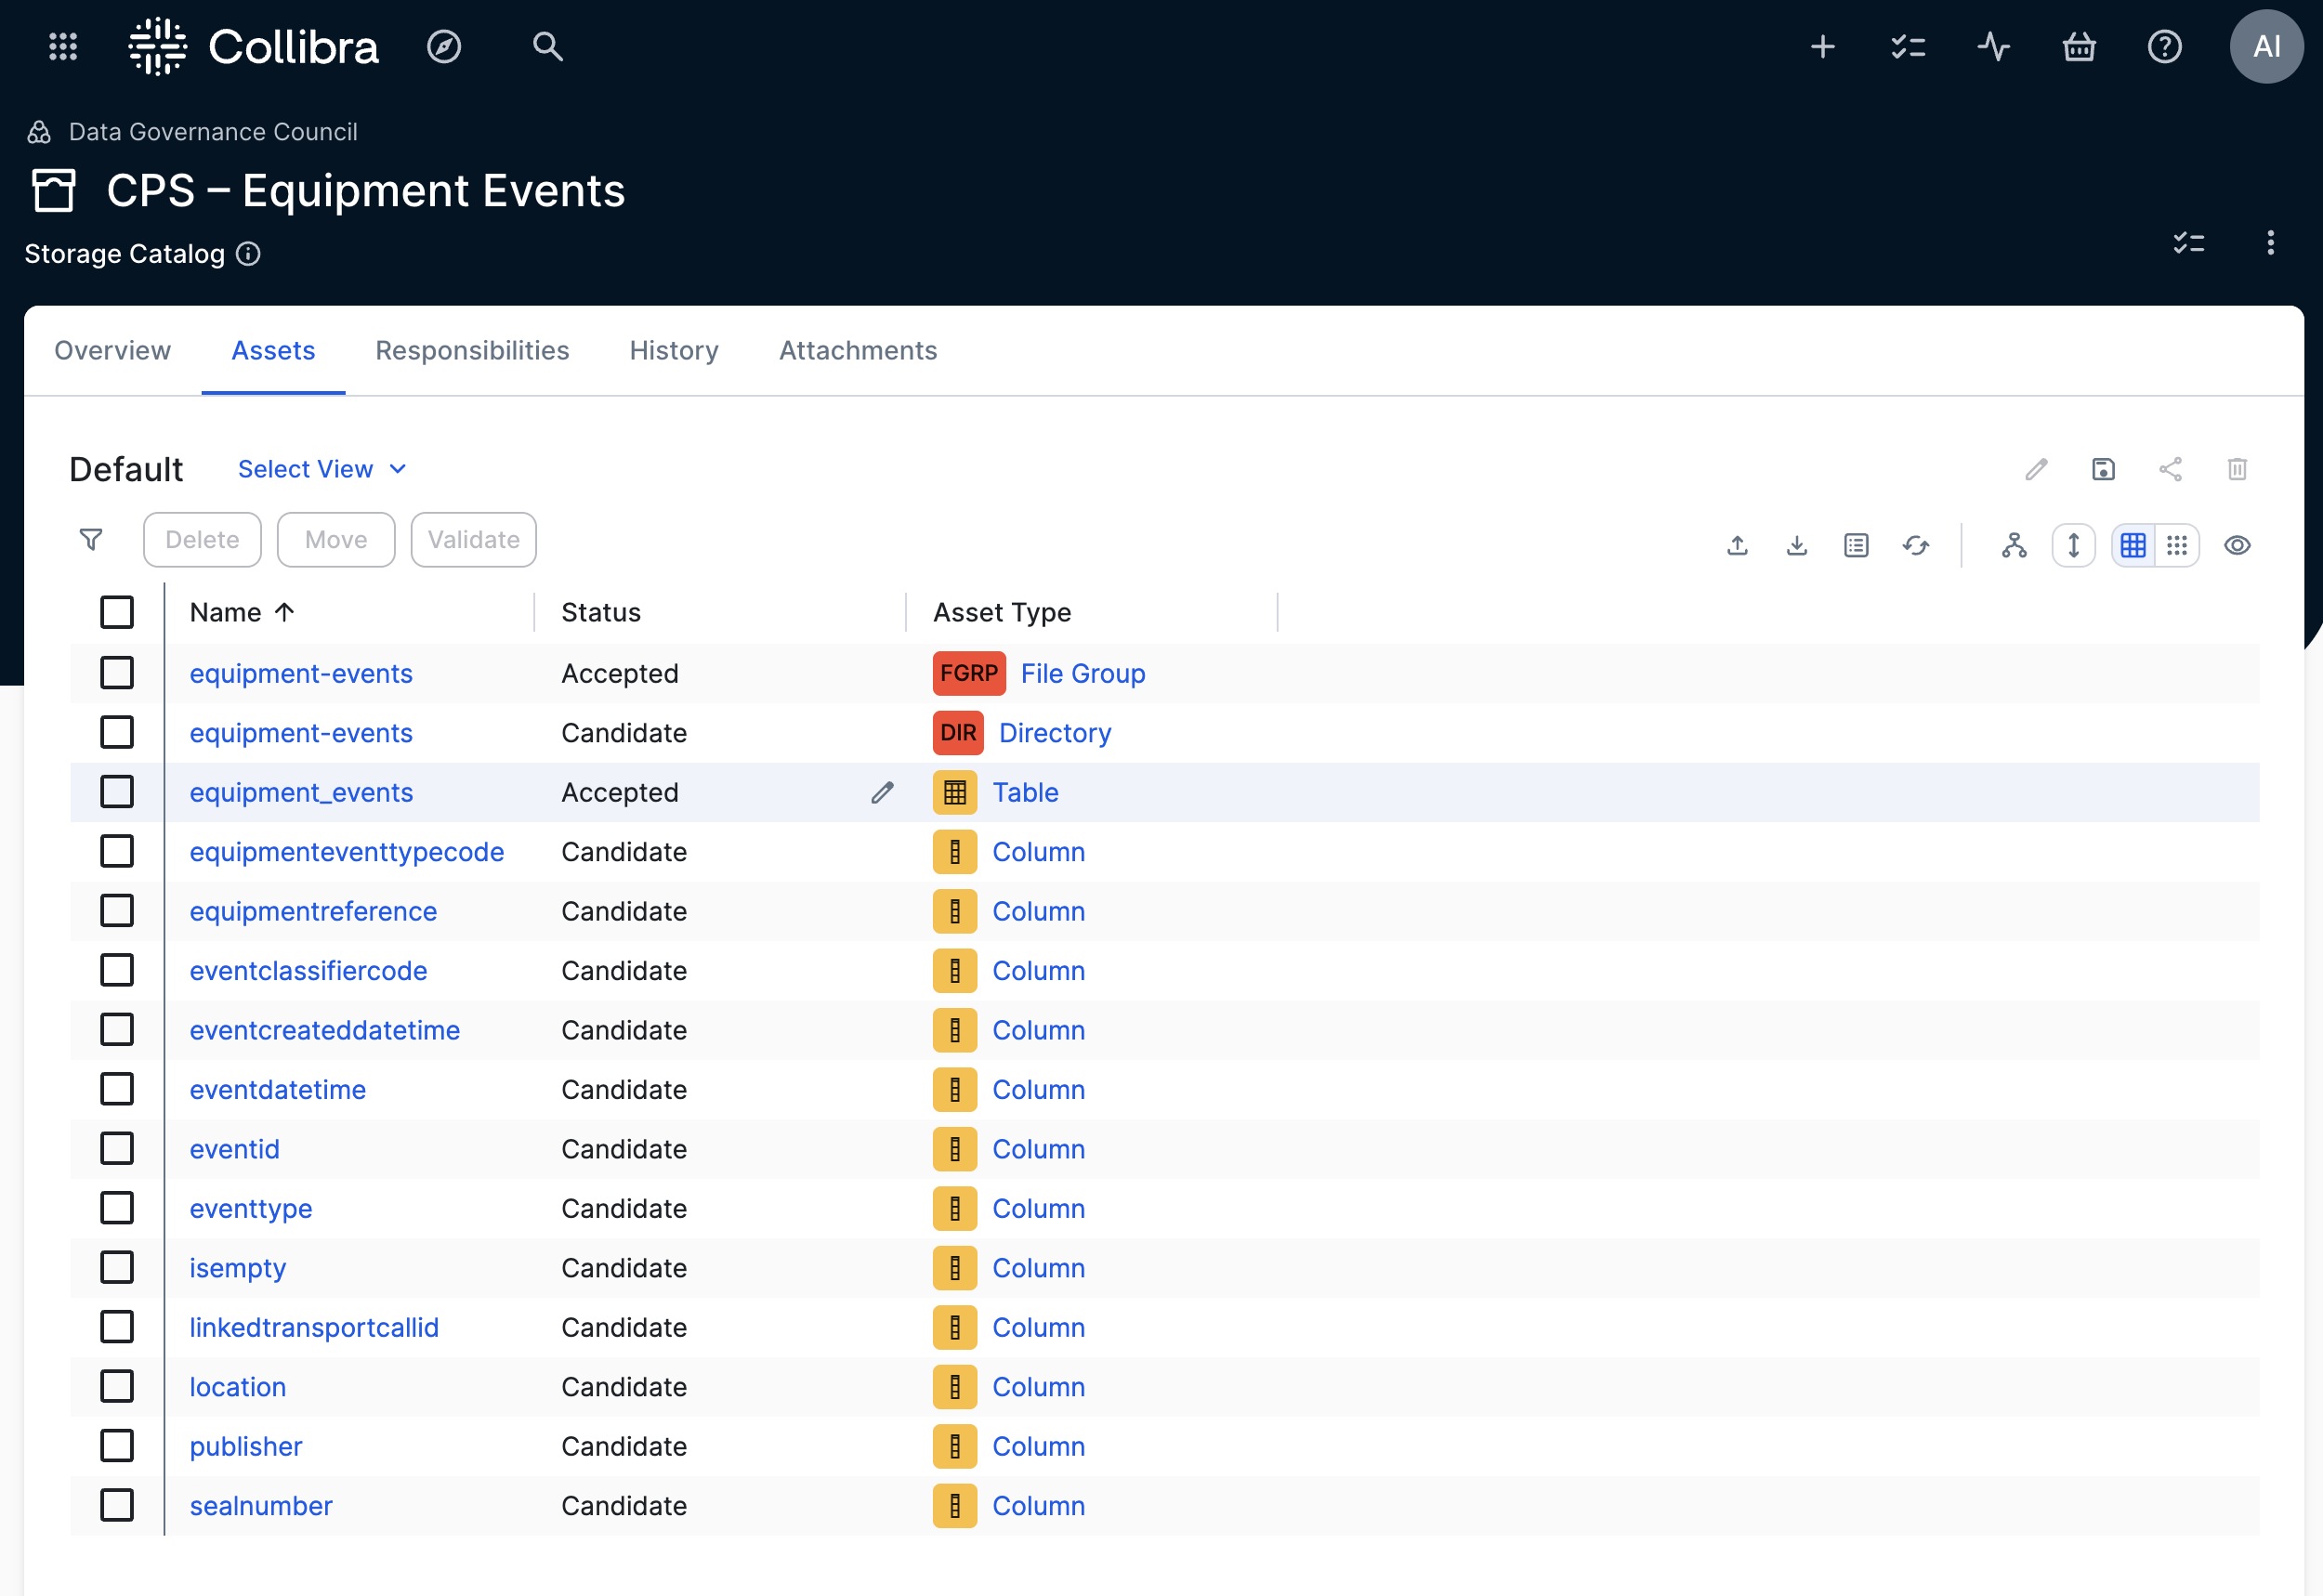 Collibra
AI
Data Governance Council
CPS – Equipment Events
Storage Catalog
Overview Assets Responsibilities History Attachments
Default Select View
Delete Move Validate
Name Status Asset Type
equipment-events Accepted FGRP File Group
equipment-events Candidate DIR Directory
equipment_events Accepted Table
equipmenteventtypecode Candidate Column
equipmentreference Candidate Column
eventclassifiercode Candidate Column
eventcreateddatetime Candidate Column
eventdatetime Candidate Column
eventid Candidate Column
eventtype Candidate Column
isempty Candidate Column
linkedtransportcallid Candidate Column
location Candidate Column
publisher Candidate Column
sealnumber Candidate Column